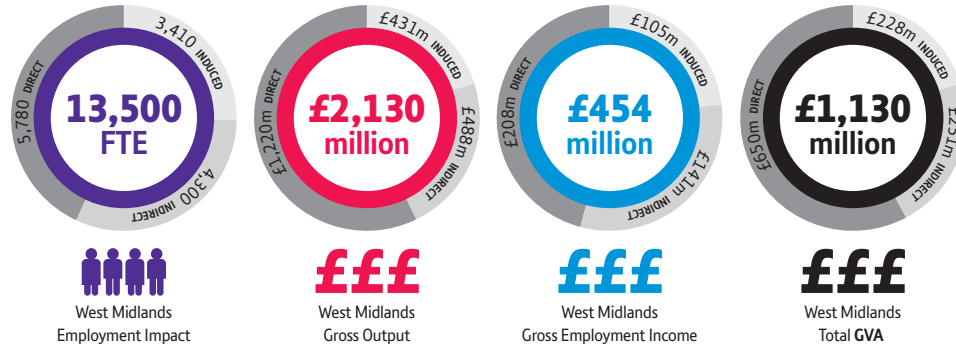 5,780 DIRECT
3,410 INDUCED
4,300 INDIRECT
13,500
FTE
West Midlands
Employment Impact
£1,220m DIRECT
£431m INDUCED
£488m INDIRECT
£2,130
million
£££
West Midlands
Gross Output
£208m DIRECT
£105m INDUCED
£141m INDIRECT
£454
million
£££
West Midlands
Gross Employment Income
£650m DIRECT
£228m INDUCED
£251m INDIRECT
£1,130
million
£££
West Midlands
Total GVA